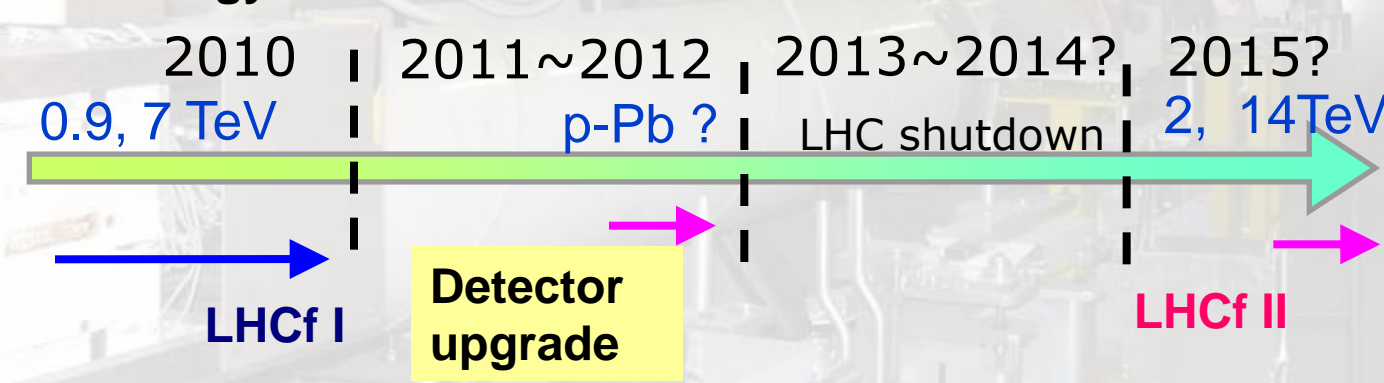 2010
2011~2012
2013~2014?
2015?
0.9, 7 TeV
p-Pb ?
LHC shutdown
2, 14TeV
LHCf I
Detector
upgrade
LHCf II